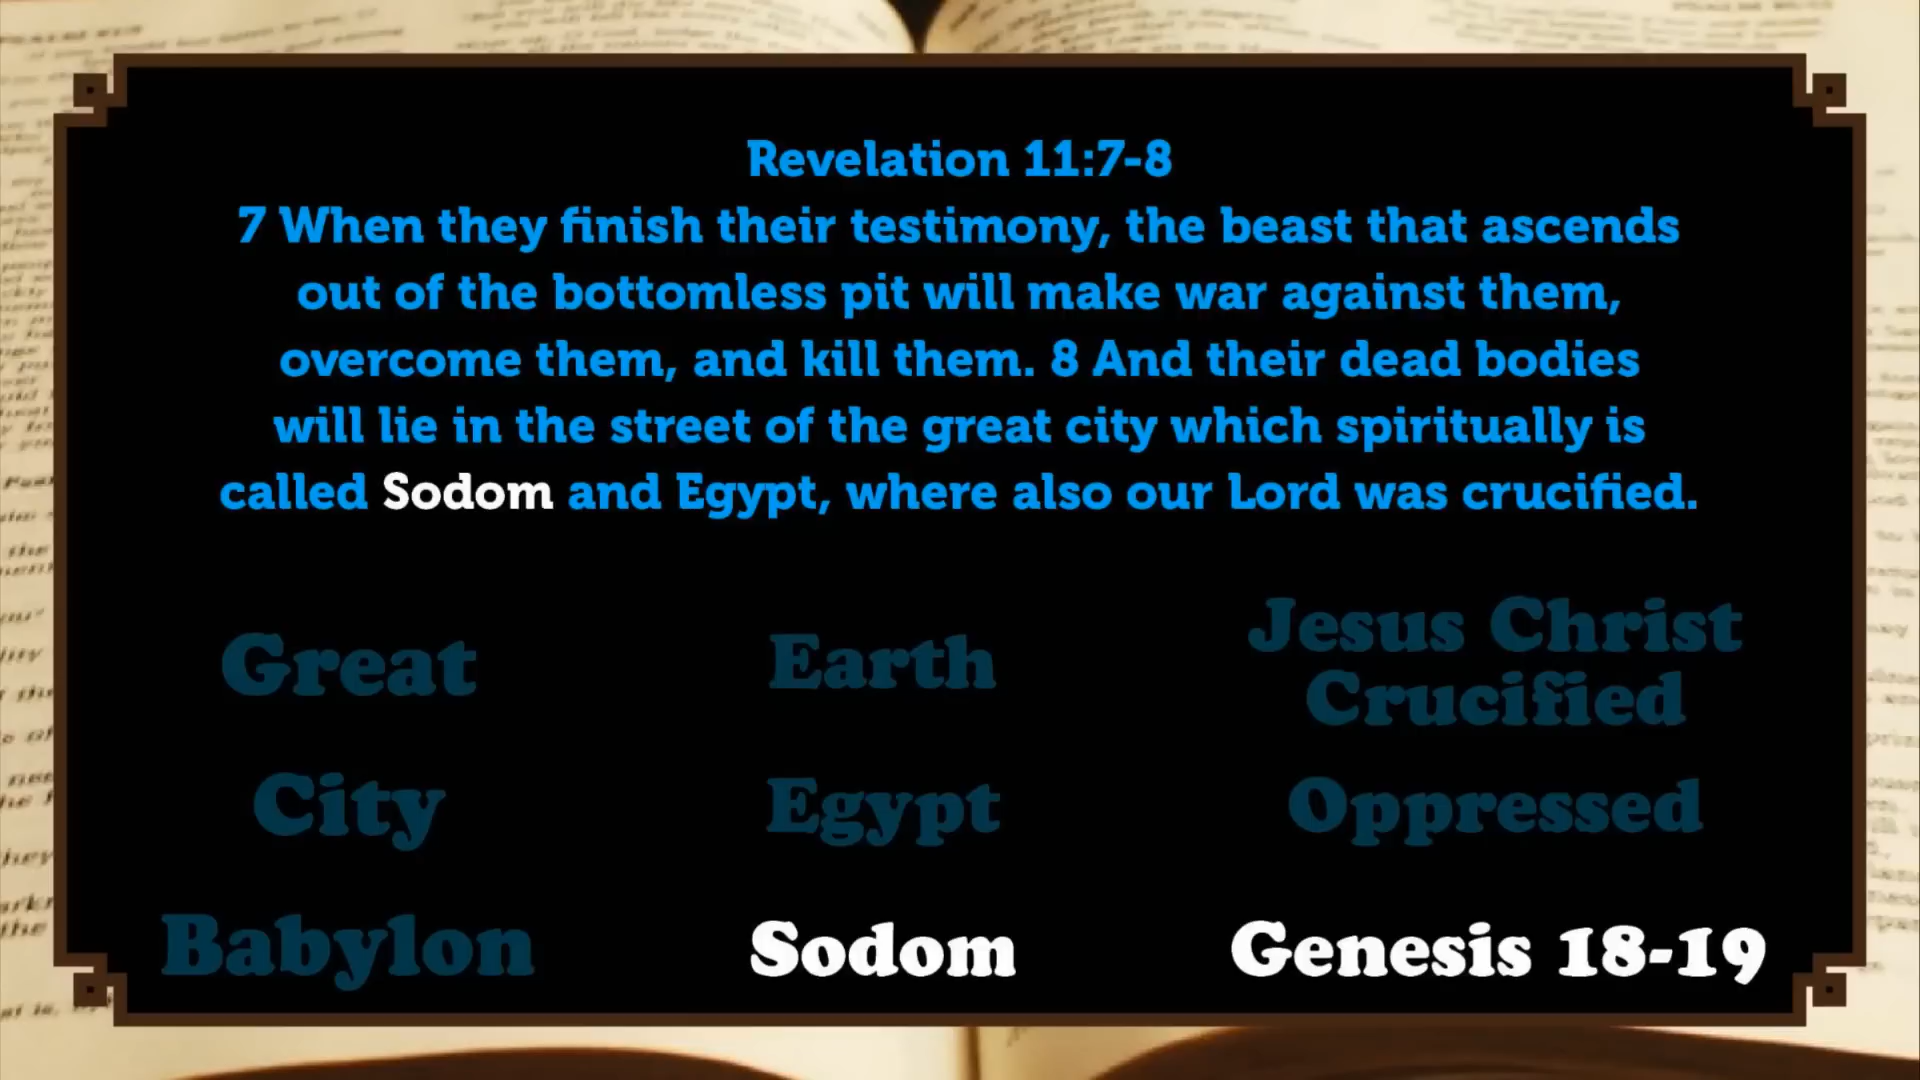 Revelation 11:7-8
7 When they finish their testimony, the beast that ascends
out of the bottomless pit will make war against them,
overcome them, and kill them. 8 And their dead bodies
will lie in the street of the great city which spiritually is
called Sodom and Egypt, where also our Lord was crucified.
Great
Earth
Jesus Christ
Crucified
City
Egypt
Oppressed
Babylon
Sodom
Genesis 18-19